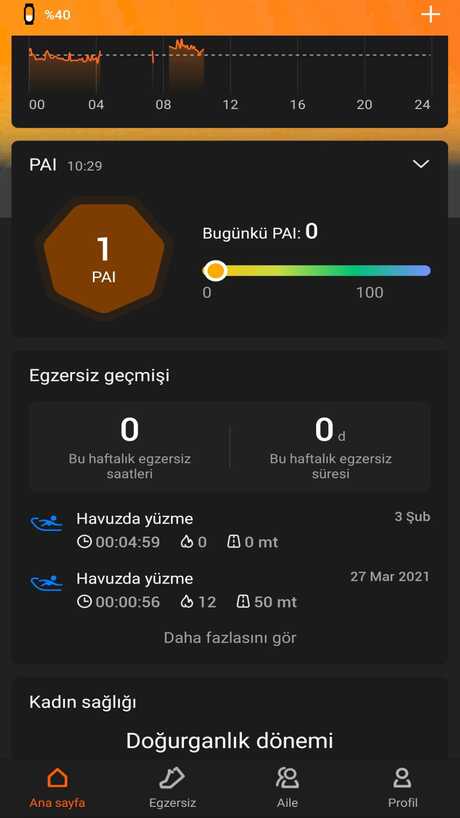 %40
00 04 08 12 16 20 24
PAI 10:29
1
PAI
Bugünkü PAI: 0
0 100
Egzersiz geçmişi
0
Bu haftalık egzersiz
saatleri
0 d
Bu haftalık egzersiz
süresi
Havuzda yüzme 3 Şub
00:04:59 0 0 mt
Havuzda yüzme 27 Mar 2021
00:00:56 12 50 mt
Daha fazlasını gör
Kadın sağlığı
Doğurganlık dönemi
Ana sayfa Egzersiz Aile Profil